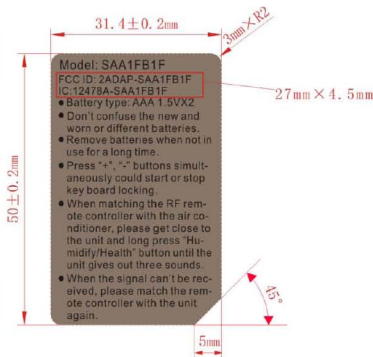 31.4±0.2mm
3mm×R2
Model: SAA1FB1F
FCC ID: 2ADAP-SAA1FB1F
IC:12478A-SAA1FB1F
27mm×4.5mm
● Battery type: AAA 1.5VX2
● Don't confuse the new and
worn or different batteries.
● Remove batteries when not in
use for a long time.
● Press "+", "-" buttons simult-
aneously could start or stop
key board locking.
● When matching the RF rem-
ote controller with the air co-
nditioner, please get close to
the unit and long press "Hu-
midify/Health" button until the
unit gives out three sounds.
● When the signal can't be rec-
eived, please match the rem-
ote controller with the unit
again.
50±0.2mm
45°
5mm